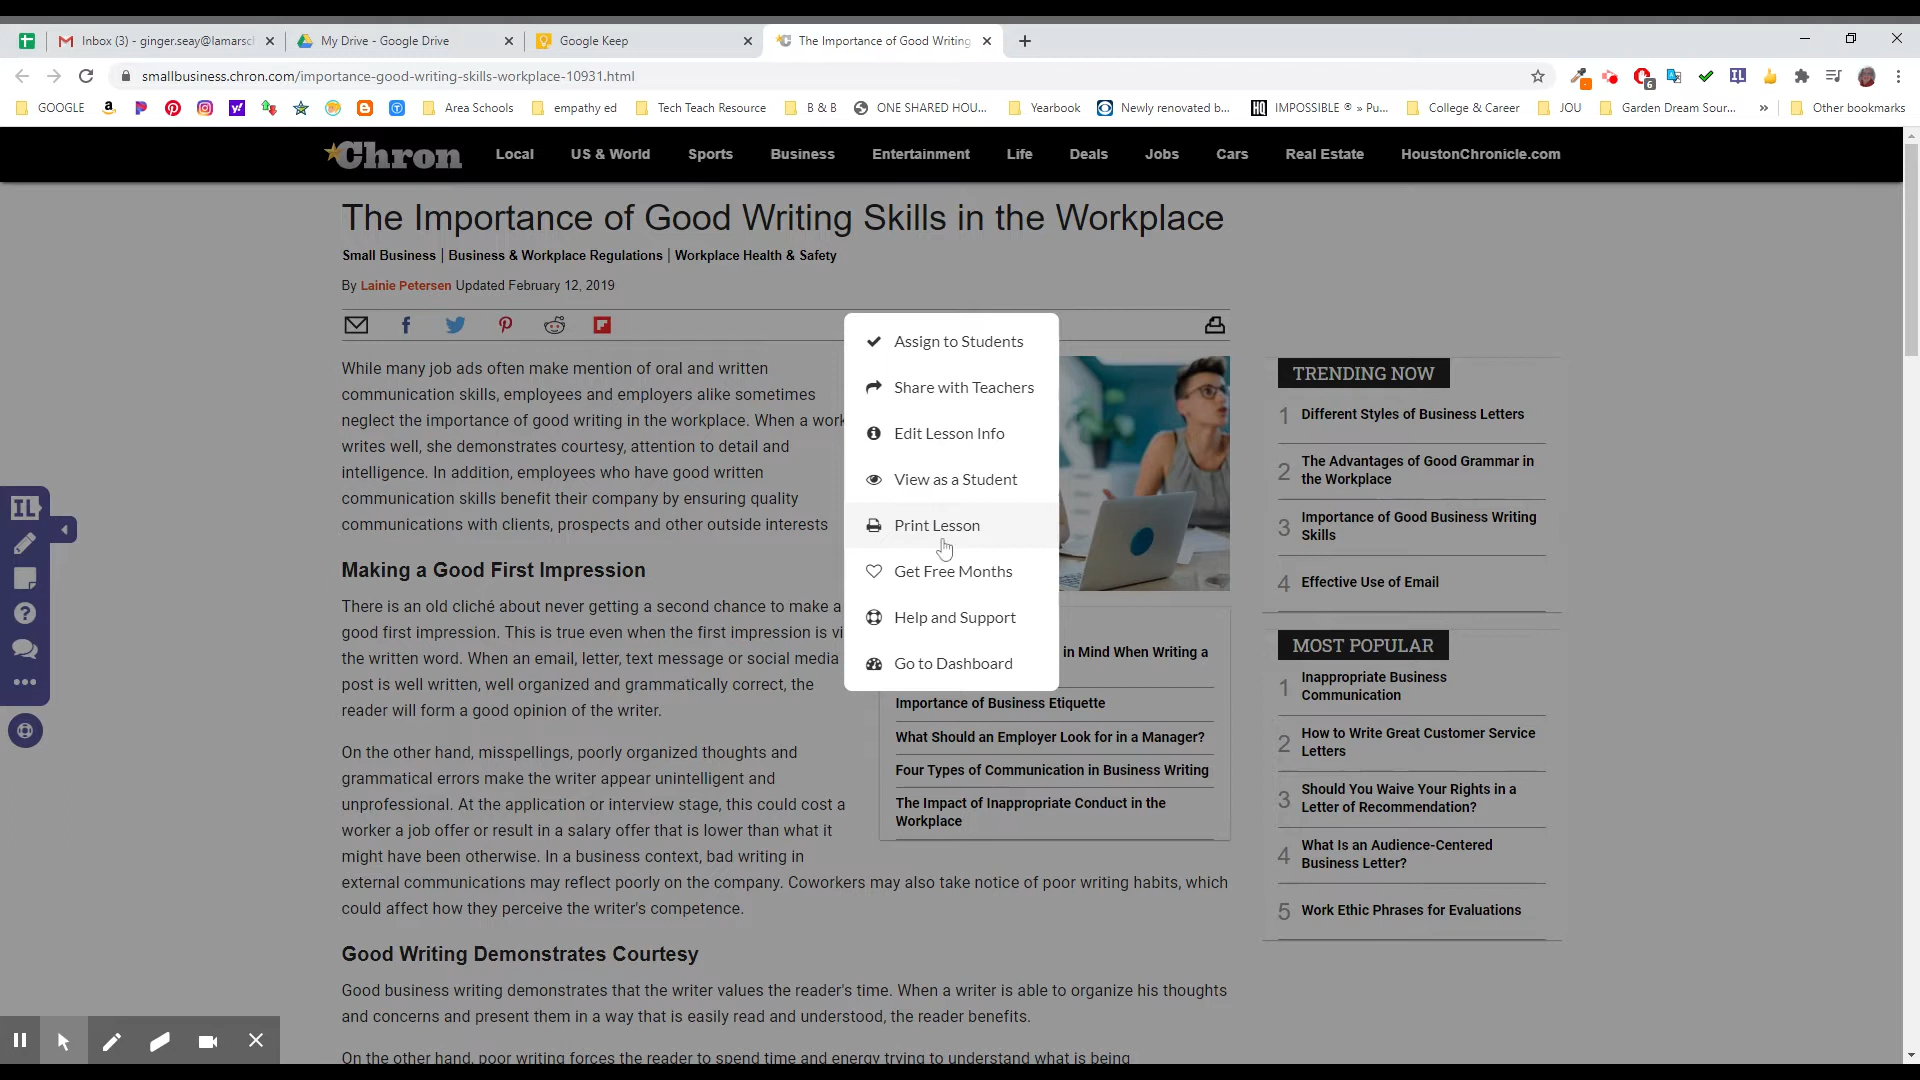 Inbox (3) - ginger.seay@lamarsc
My Drive - Google Drive
Google Keep
The Importance of Good Writing
smallbusiness.chron.com/importance-good-writing-skills-workplace-10931.html
GOOGLE
Area Schools
empathy ed
Tech Teach Resource
B & B
ONE SHARED HOU...
Yearbook
Newly renovated b...
IMPOSSIBLE ® » Pu...
College & Career
JOU
Garden Dream Sour...
»
Other bookmarks
Chron
Local
US & World
Sports
Business
Entertainment
Life
Deals
Jobs
Cars
Real Estate
HoustonChronicle.com
The Importance of Good Writing Skills in the Workplace
Small Business | Business & Workplace Regulations | Workplace Health & Safety
By Lainie Petersen Updated February 12, 2019
While many job ads often make mention of oral and written
communication skills, employees and employers alike sometimes
neglect the importance of good writing in the workplace. When a work
writes well, she demonstrates courtesy, attention to detail and
intelligence. In addition, employees who have good written
communication skills benefit their company by ensuring quality
communications with clients, prospects and other outside interests
Making a Good First Impression
There is an old cliché about never getting a second chance to make a
good first impression. This is true even when the first impression is vi
the written word. When an email, letter, text message or social media
post is well written, well organized and grammatically correct, the
reader will form a good opinion of the writer.
On the other hand, misspellings, poorly organized thoughts and
grammatical errors make the writer appear unintelligent and
unprofessional. At the application or interview stage, this could cost a
worker a job offer or result in a salary offer that is lower than what it
might have been otherwise. In a business context, bad writing in
external communications may reflect poorly on the company. Coworkers may also take notice of poor writing habits, which
could affect how they perceive the writer's competence.
Good Writing Demonstrates Courtesy
Good business writing demonstrates that the writer values the reader's time. When a writer is able to organize his thoughts
and concerns and present them in a way that is easily read and understood, the reader benefits.
On the other hand, poor writing forces the reader to spend time and energy trying to understand what is being
Assign to Students
Share with Teachers
Edit Lesson Info
View as a Student
Print Lesson
Get Free Months
Help and Support
Go to Dashboard
in Mind When Writing a
Importance of Business Etiquette
What Should an Employer Look for in a Manager?
Four Types of Communication in Business Writing
The Impact of Inappropriate Conduct in the
Workplace
TRENDING NOW
1 Different Styles of Business Letters
2 The Advantages of Good Grammar in
the Workplace
3 Importance of Good Business Writing
Skills
4 Effective Use of Email
MOST POPULAR
1 Inappropriate Business
Communication
2 How to Write Great Customer Service
Letters
3 Should You Waive Your Rights in a
Letter of Recommendation?
4 What Is an Audience-Centered
Business Letter?
5 Work Ethic Phrases for Evaluations
IL